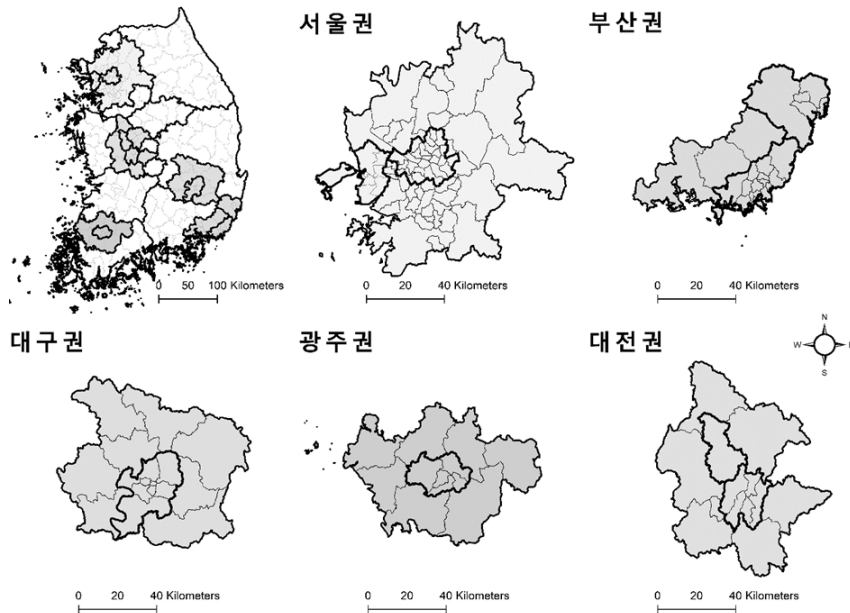 서울권
부산권
0 50 100 Kilometers
0 20 40 Kilometers
0 20 40 Kilometers
대구권
광주권
대전권
N
W
S
0 20 40 Kilometers
0 20 40 Kilometers
0 20 40 Kilometers